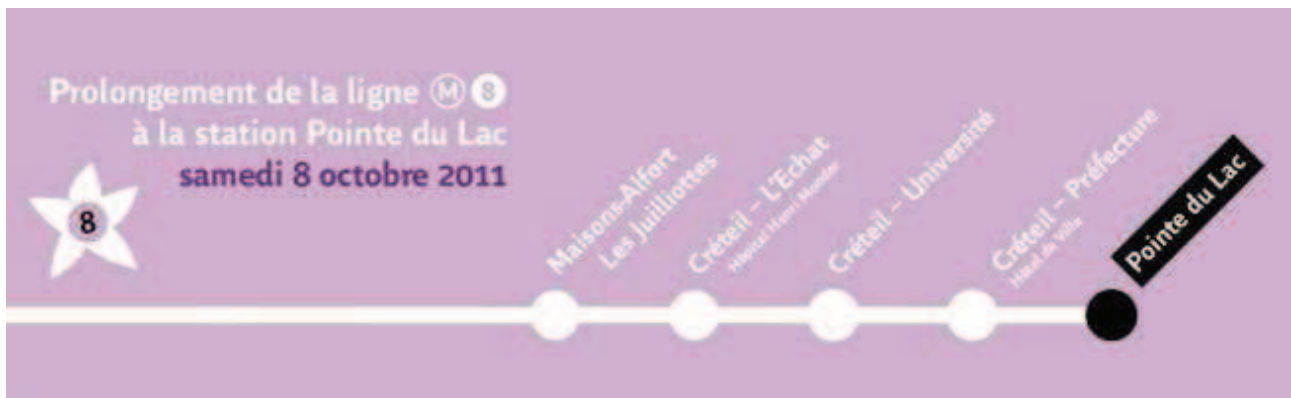 Prolongement de la ligne M 8
à la station Pointe du Lac
samedi 8 octobre 2011
8
Maisons-Alfort
Les Juilliottes
Créteil – L'Echat
Hôpital Henri Mondor
Créteil – Université
Créteil – Préfecture
Hôtel de Ville
Pointe du Lac